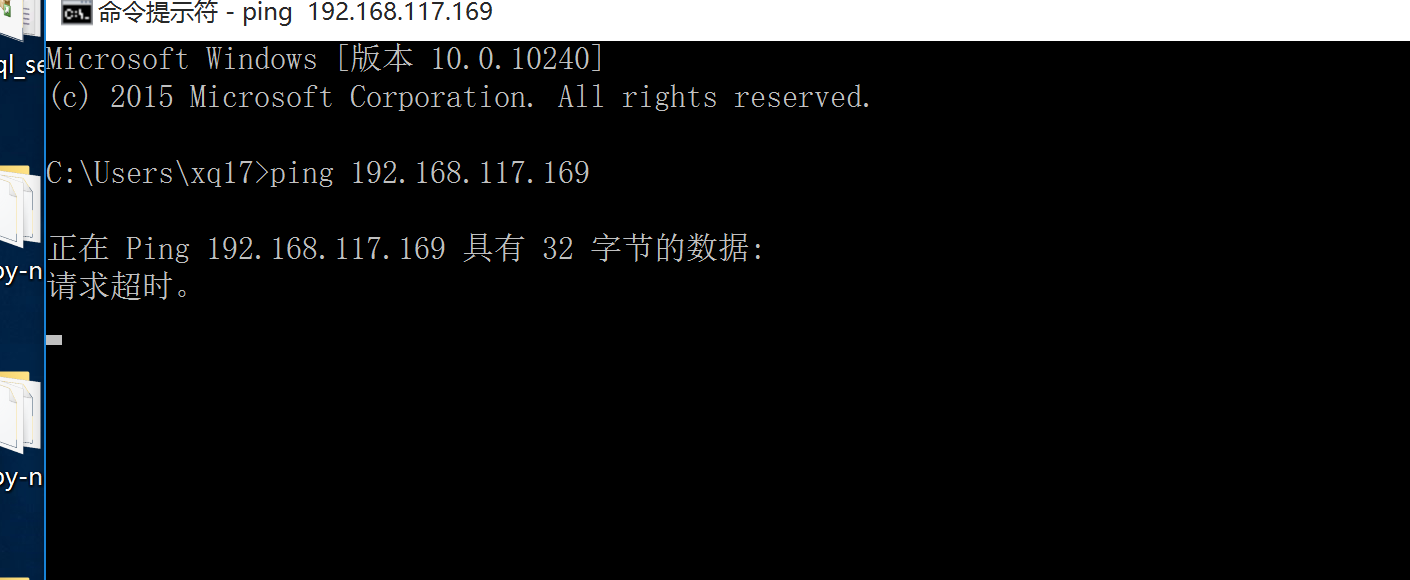 命令提示符 - ping 192.168.117.169
Microsoft Windows [版本 10.0.10240]
(c) 2015 Microsoft Corporation. All rights reserved.
C:\Users\xq17>ping 192.168.117.169
正在 Ping 192.168.117.169 具有 32 字节的数据:
请求超时。
ql_se
py-n
py-n